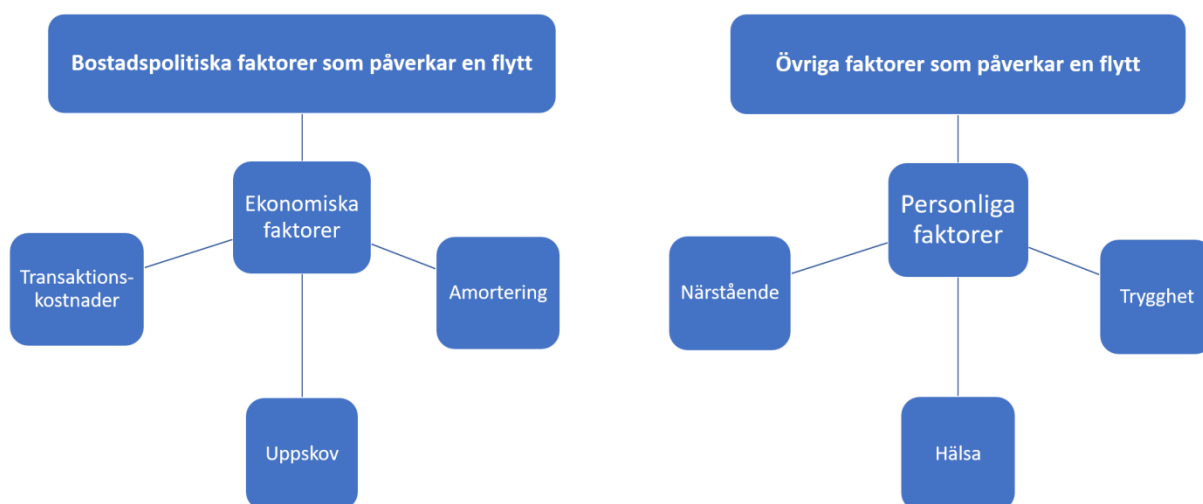 Bostadspolitiska faktorer som påverkar en flytt
Ekonomiska
faktorer
Transaktions-
kostnader
Amortering
Uppskov
Övriga faktorer som påverkar en flytt
Personliga
faktorer
Närstående
Trygghet
Hälsa